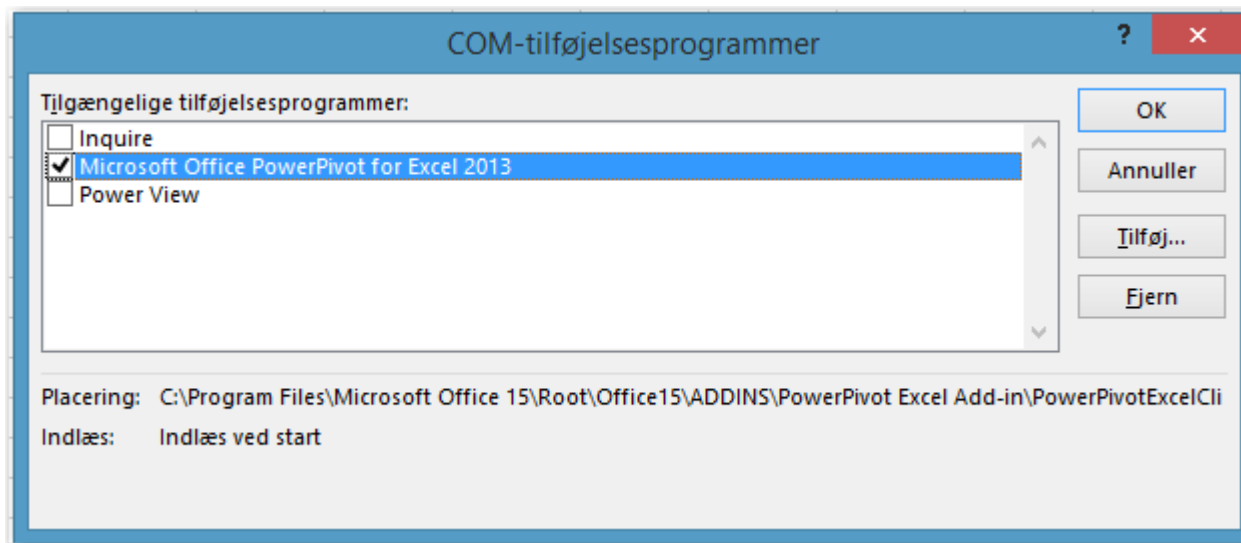 COM-tilføjelsesprogrammer
?
Tilgængelige tilføjelsesprogrammer:
Inquire
Microsoft Office PowerPivot for Excel 2013
Power View
OK
Annuller
Tilføj...
Fjern
Placering: C:\Program Files\Microsoft Office 15\Root\Office15\ADDINS\PowerPivot Excel Add-in\PowerPivotExcelCli
Indlæs: Indlæs ved start